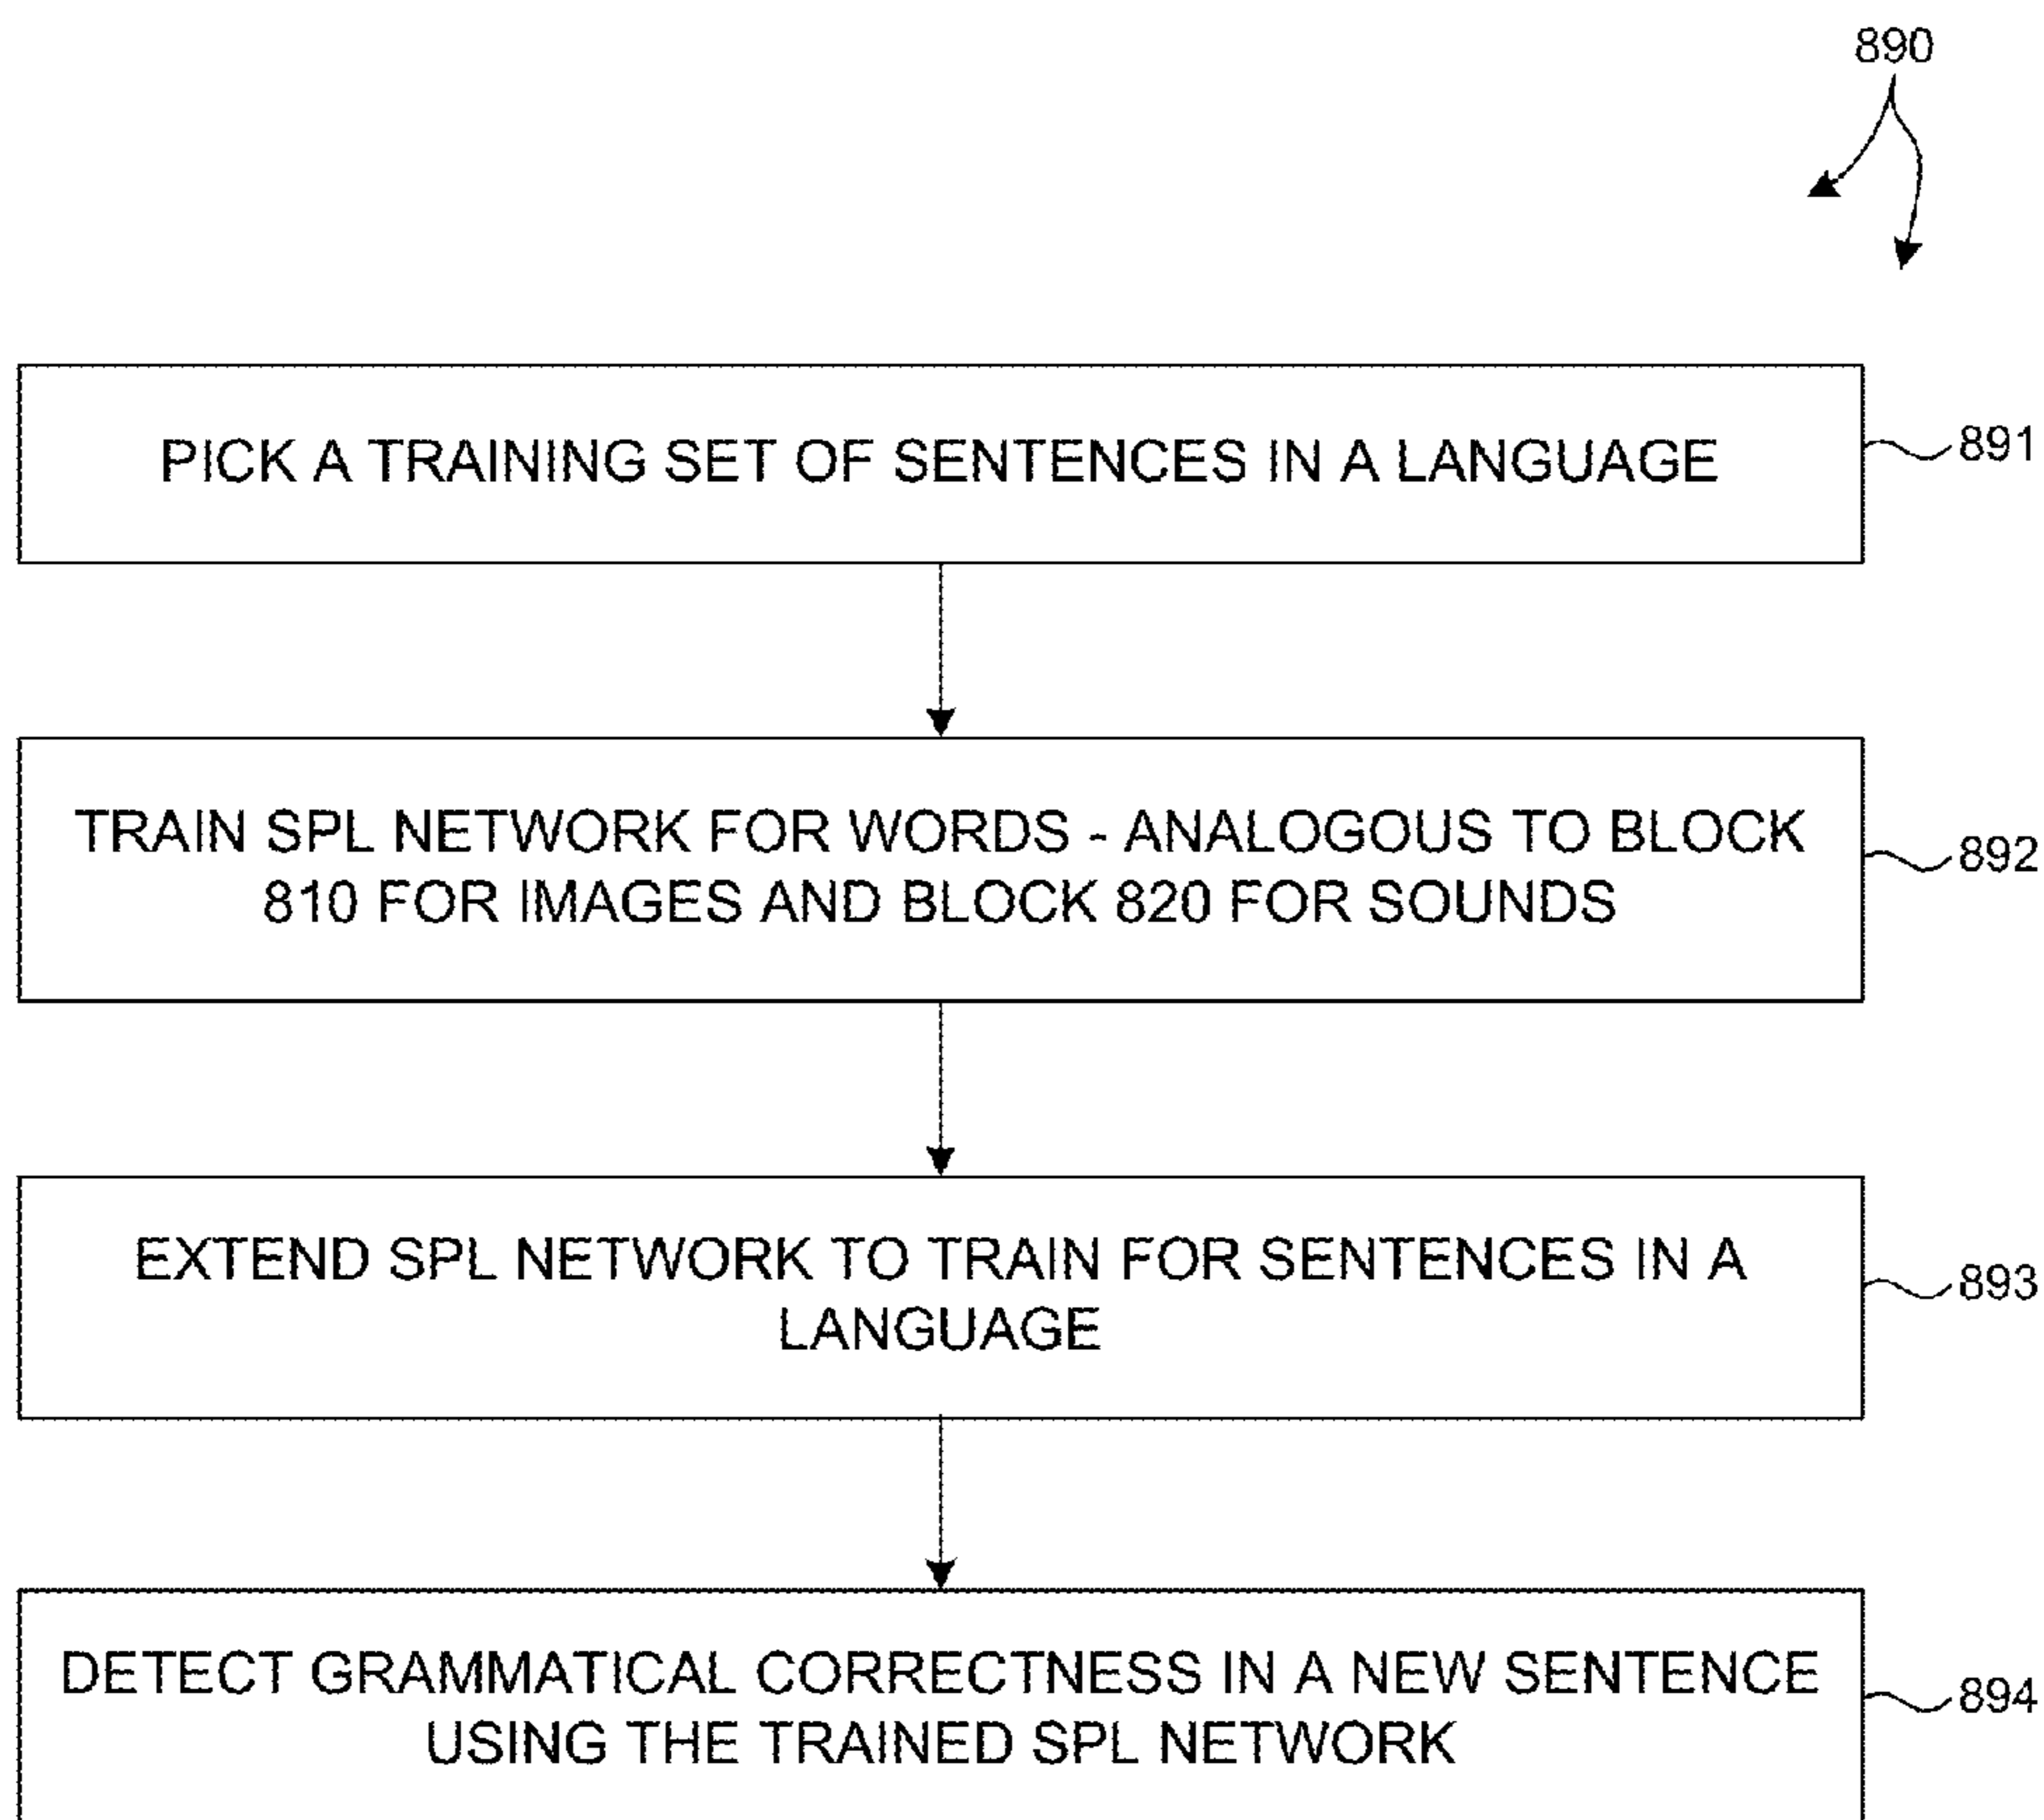 890
PICK A TRAINING SET OF SENTENCES IN A LANGUAGE
891
TRAIN SPL NETWORK FOR WORDS - ANALOGOUS TO BLOCK
810 FOR IMAGES AND BLOCK 820 FOR SOUNDS
892
EXTEND SPL NETWORK TO TRAIN FOR SENTENCES IN A
LANGUAGE
893
DETECT GRAMMATICAL CORRECTNESS IN A NEW SENTENCE
USING THE TRAINED SPL NETWORK
894